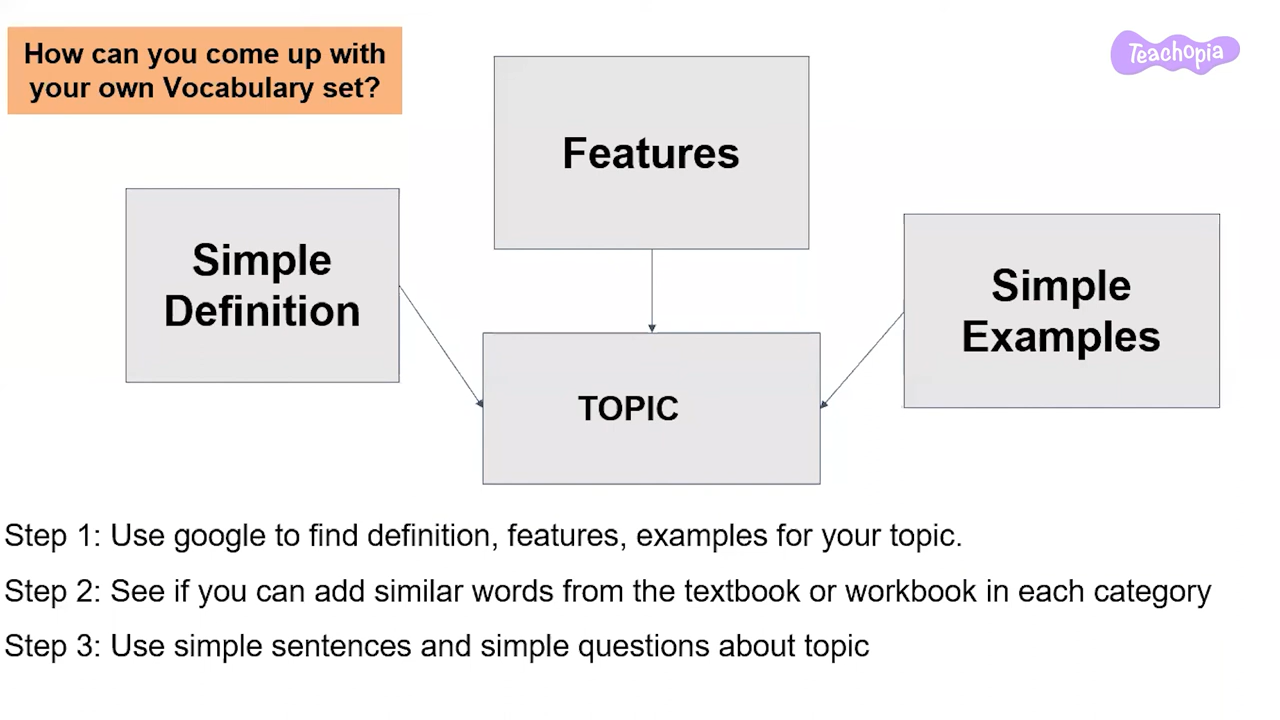 How can you come up with
your own Vocabulary set?
Teachopia
Features
Simple
Definition
Simple
Examples
TOPIC
Step 1: Use google to find definition, features, examples for your topic.
Step 2: See if you can add similar words from the textbook or workbook in each category
Step 3: Use simple sentences and simple questions about topic